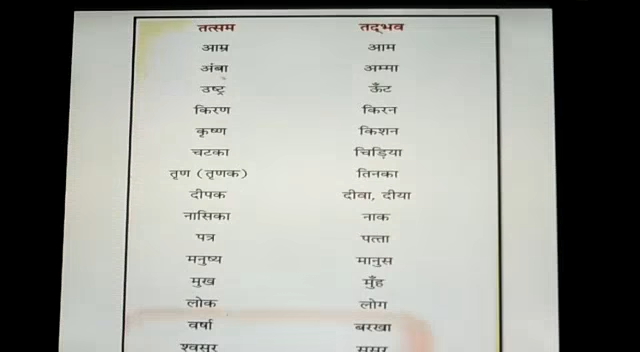 तत्सम तद्भव
आम्र आम
अंबा अम्मा
उष्ट्र ऊँट
किरण किरन
कृष्ण किशन
चटका चिड़िया
तृण (तृणक) तिनका
दीपक दीवा, दीया
नासिका नाक
पत्र पत्ता
मनुष्य मानुस
मुख मुँह
लोक लोग
वर्षा बरखा
श्वसुर ससुर